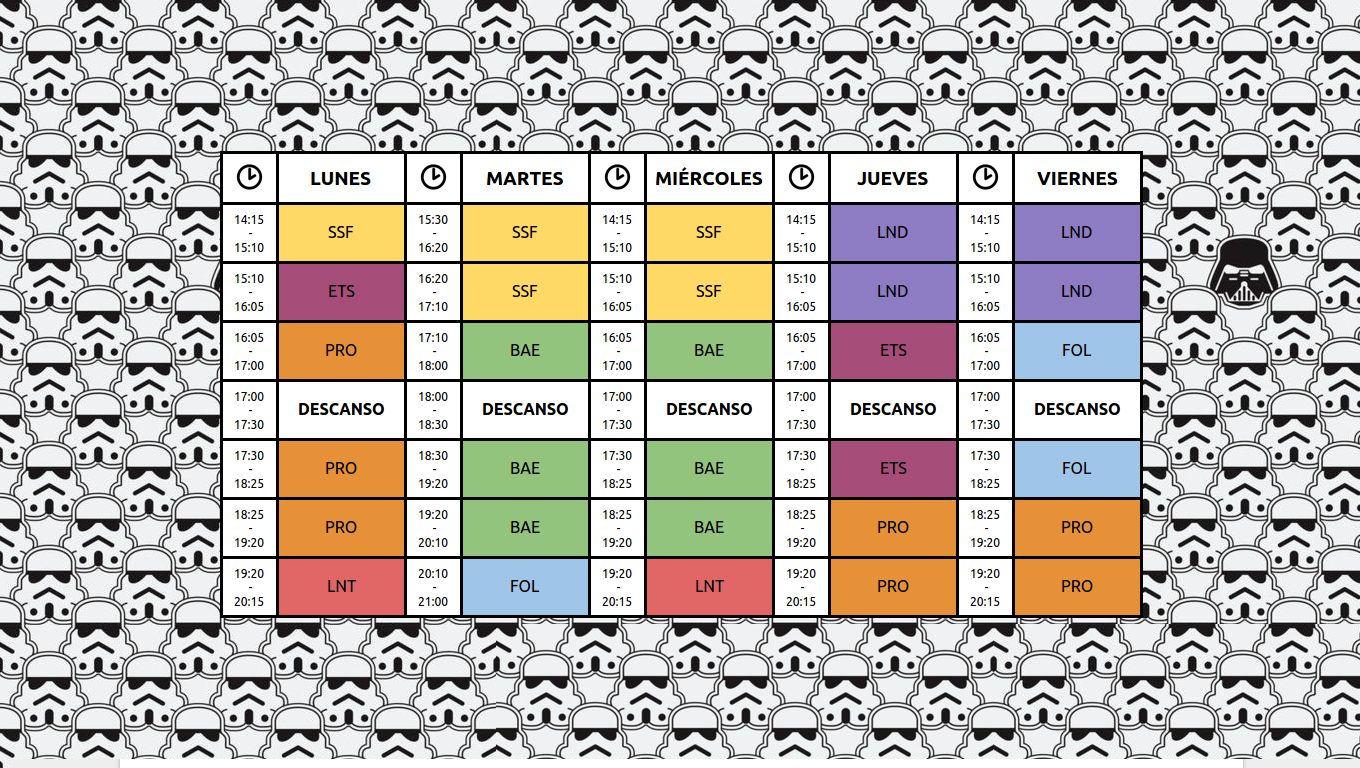 LUNES MARTES MIÉRCOLES JUEVES VIERNES
14:15 - 15:10 SSF 15:30 - 16:20 SSF 14:15 - 15:10 SSF 14:15 - 15:10 LND 14:15 - 15:10 LND
15:10 - 16:05 ETS 16:20 - 17:10 SSF 15:10 - 16:05 SSF 15:10 - 16:05 LND 15:10 - 16:05 LND
16:05 - 17:00 PRO 17:10 - 18:00 BAE 16:05 - 17:00 BAE 16:05 - 17:00 ETS 16:05 - 17:00 FOL
17:00 - 17:30 DESCANSO 18:00 - 18:30 DESCANSO 17:00 - 17:30 DESCANSO 17:00 - 17:30 DESCANSO 17:00 - 17:30 DESCANSO
17:30 - 18:25 PRO 18:30 - 19:20 BAE 17:30 - 18:25 BAE 17:30 - 18:25 ETS 17:30 - 18:25 FOL
18:25 - 19:20 PRO 19:20 - 20:10 BAE 18:25 - 19:20 BAE 18:25 - 19:20 PRO 18:25 - 19:20 PRO
19:20 - 20:15 LNT 20:10 - 21:00 FOL 19:20 - 20:15 LNT 19:20 - 20:15 PRO 19:20 - 20:15 PRO